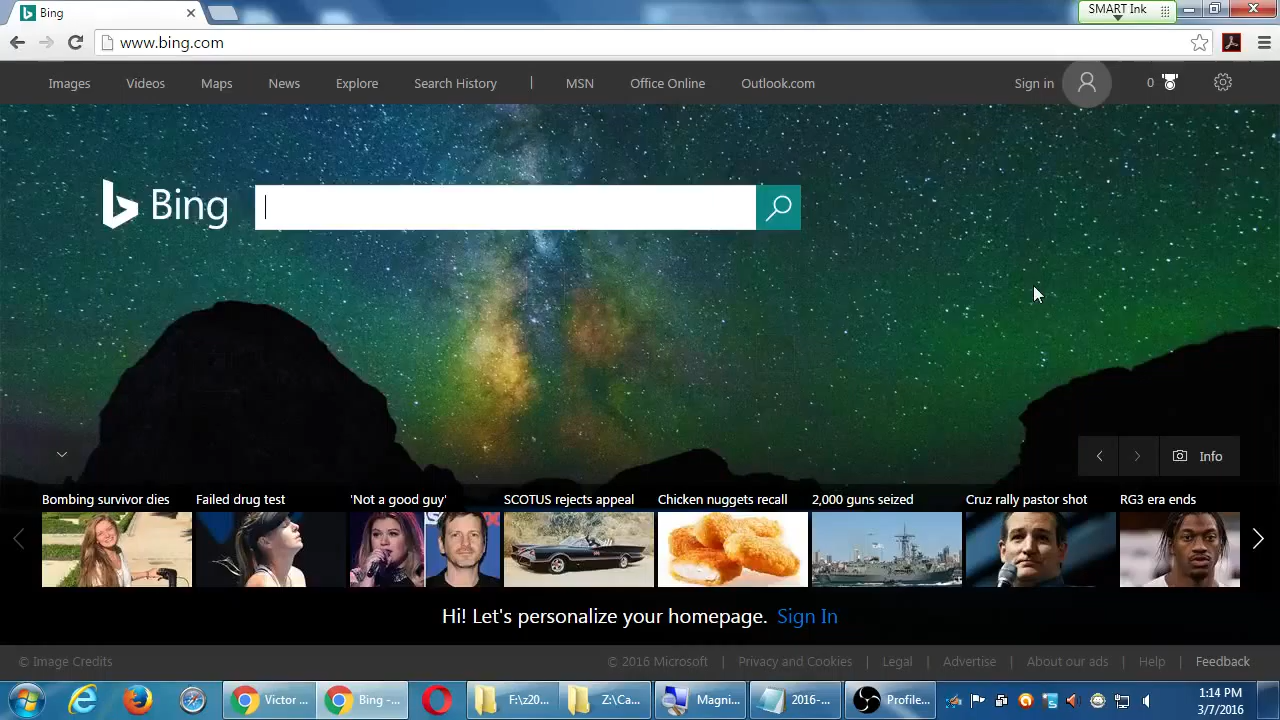 Bing
SMART Ink
www.bing.com
Images Videos Maps News Explore Search History | MSN Office Online Outlook.com Sign in 0
Bing
Info
Bombing survivor dies Failed drug test 'Not a good guy' SCOTUS rejects appeal Chicken nuggets recall 2,000 guns seized Cruz rally pastor shot RG3 era ends
Hi! Let's personalize your homepage. Sign In
© Image Credits © 2016 Microsoft | Privacy and Cookies | Legal | Advertise | About our ads | Help | Feedback
Victor ... Bing -... F:\z20... Z:\Ca... Magni... 2016-... Profile...
1:14 PM
3/7/2016